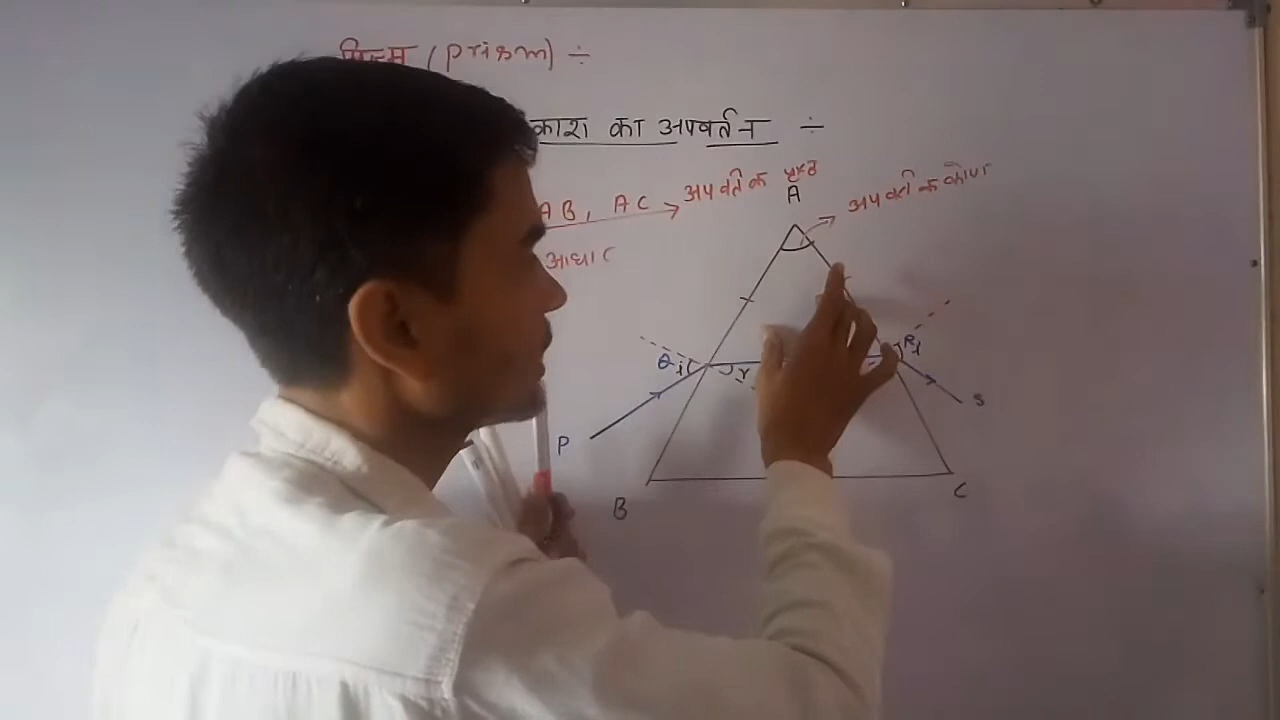 प्रिज्म (prism) ÷
काश का अपवर्तन ÷
AB, AC → अपवर्तक पृष्ठ
A
अपवर्तक कोण
आधार
i
r
P
S
B
C